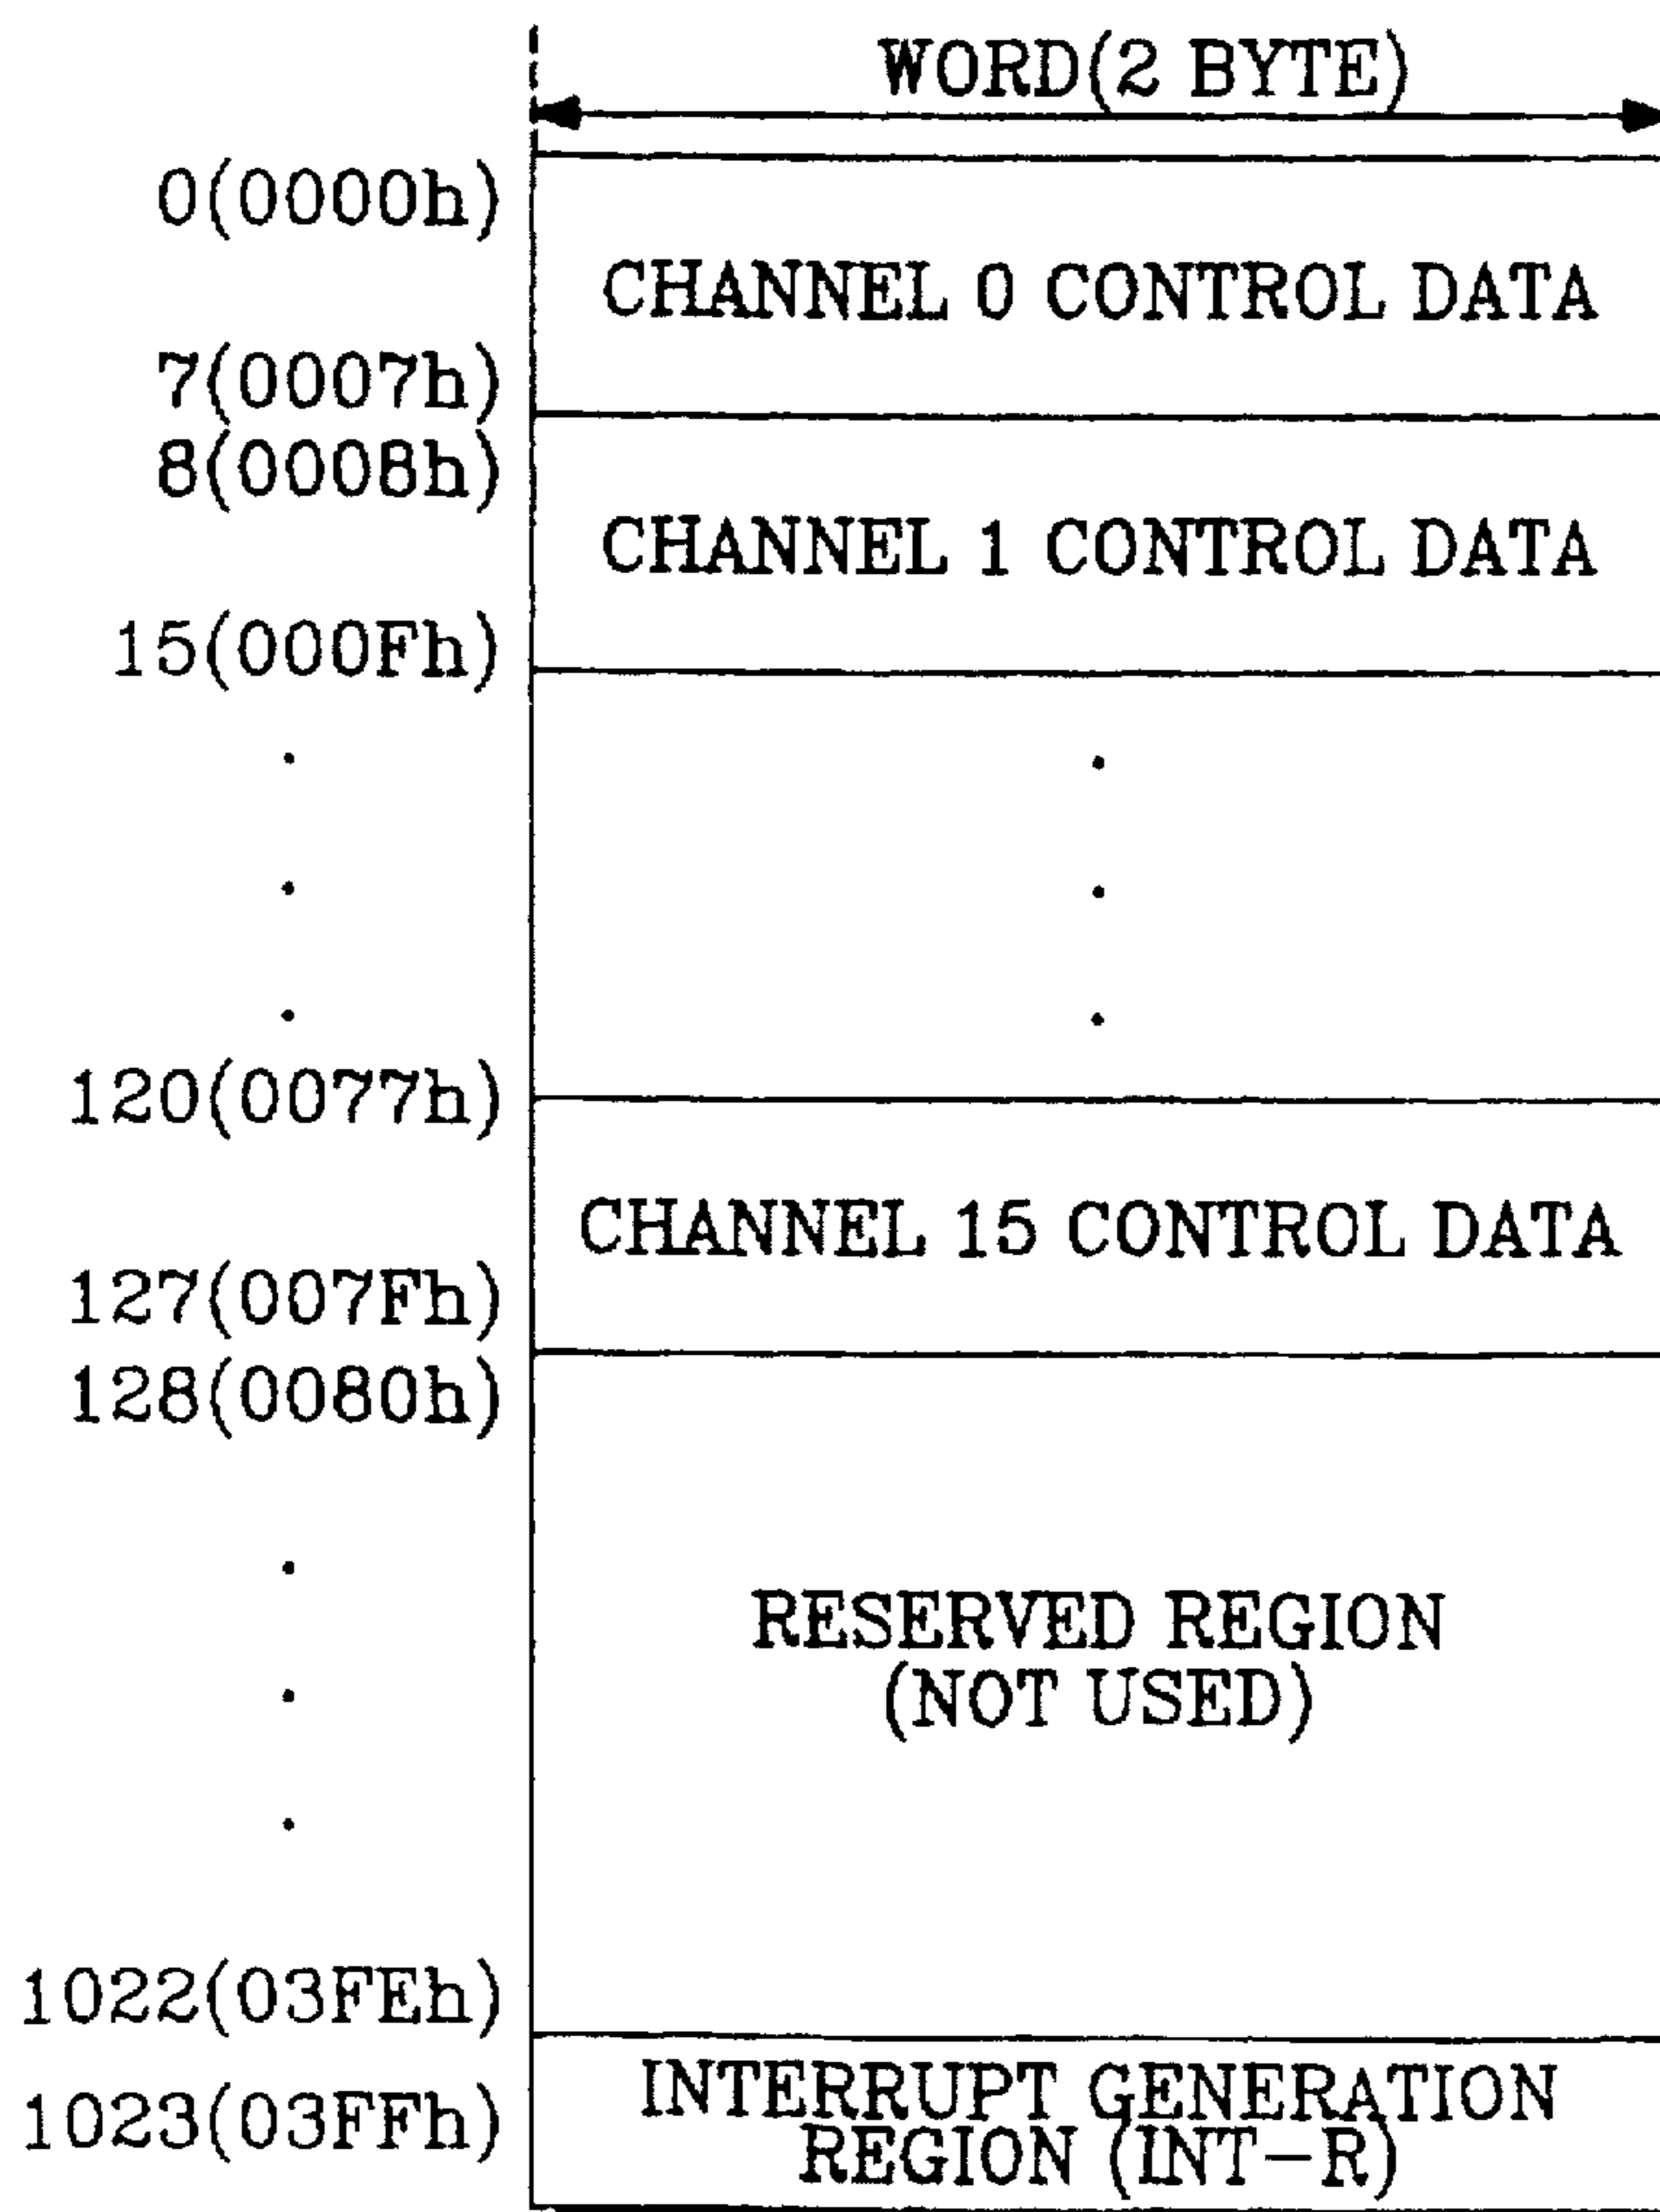 WORD(2 BYTE)
0(0000h)
CHANNEL 0 CONTROL DATA
7(0007h)
8(0008h)
CHANNEL 1 CONTROL DATA
15(000Fh)
120(0077h)
CHANNEL 15 CONTROL DATA
127(007Fh)
128(0080h)
RESERVED REGION
(NOT USED)
1022(03FEh)
1023(03FFh)
INTERRUPT GENERATION
REGION (INT-R)